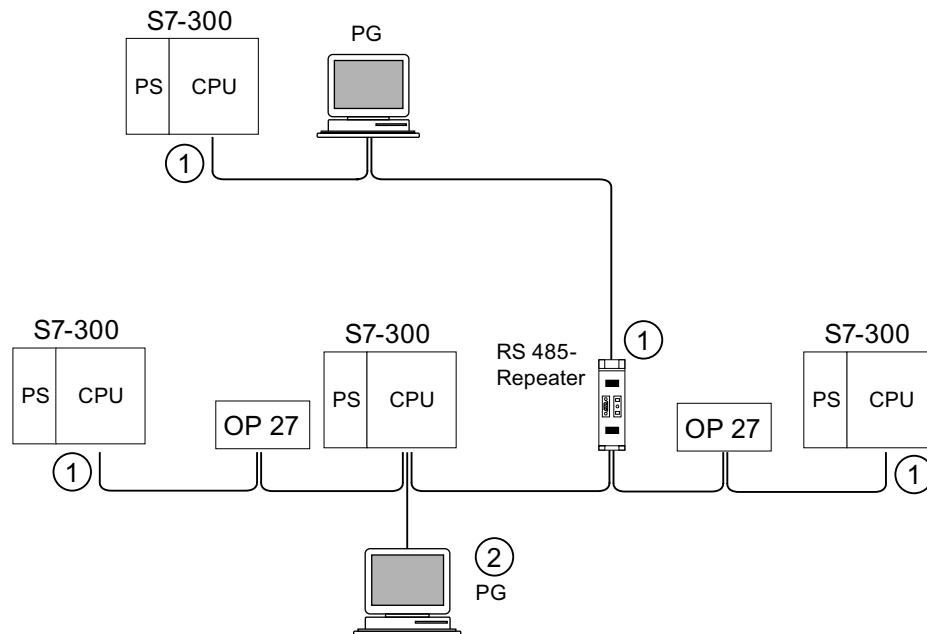 S7-300
PS CPU
PG
1
S7-300
PS CPU
1
OP 27
S7-300
PS CPU
RS 485-
Repeater
1
OP 27
S7-300
PS CPU
1
2
PG